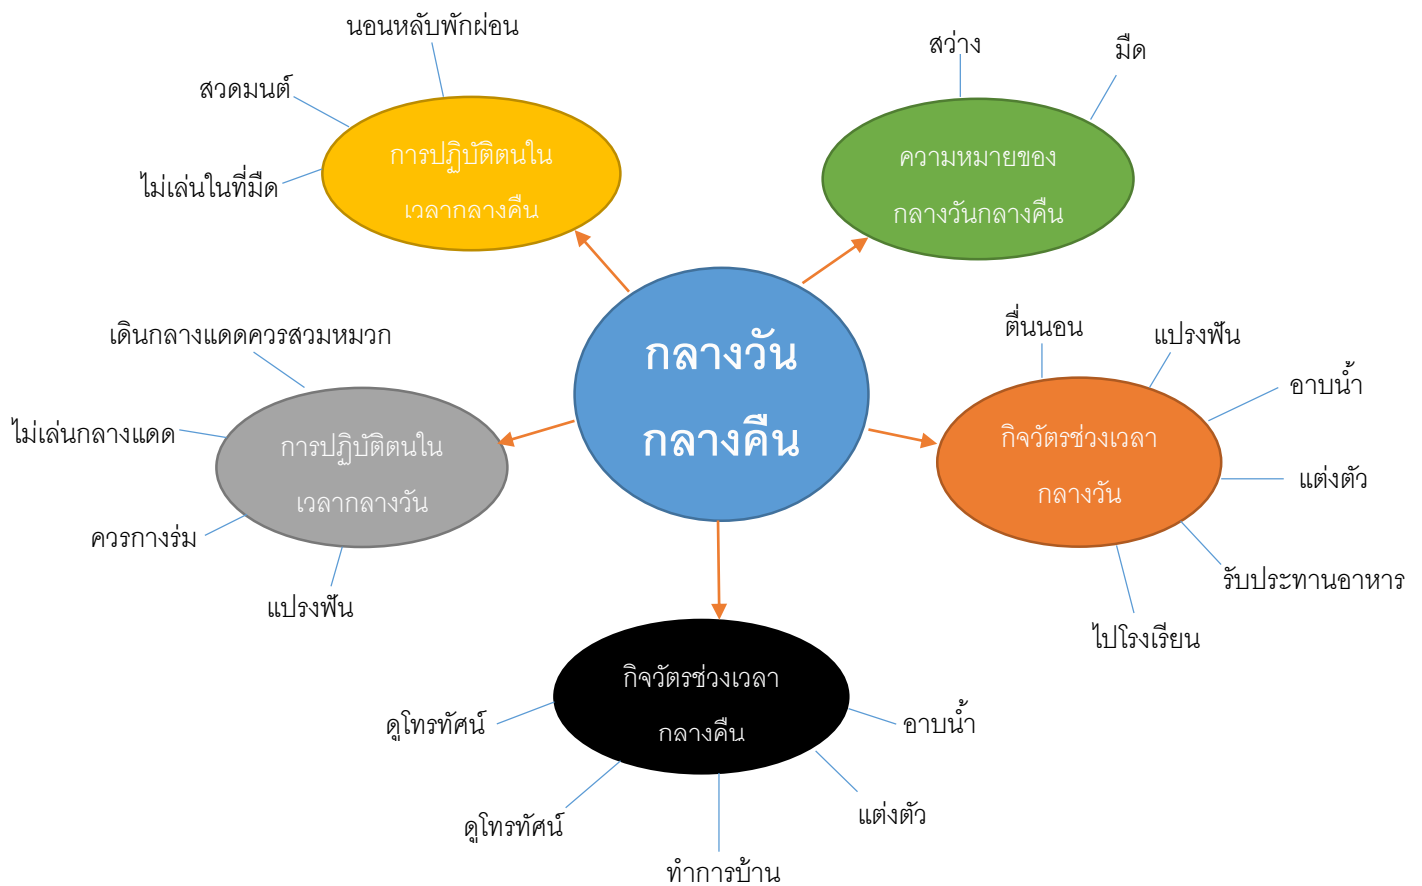 นอนหลับพักผ่อน
สวดมนต์
ไม่เล่นในที่มืด
การปฏิบัติตนใน
เวลากลางคืน
สว่าง
มืด
ความหมายของ
กลางวันกลางคืน
กลางวัน
กลางคืน
เดินกลางแดดควรสวมหมวก
ไม่เล่นกลางแดด
ควรกางร่ม
แปรงฟัน
การปฏิบัติตนใน
เวลากลางวัน
ตื่นนอน
แปรงฟัน
อาบน้ำ
แต่งตัว
รับประทานอาหาร
ไปโรงเรียน
กิจวัตรช่วงเวลา
กลางวัน
กิจวัตรช่วงเวลา
กลางคืน
ดูโทรทัศน์
ดูโทรทัศน์
ทำการบ้าน
แต่งตัว
อาบน้ำ